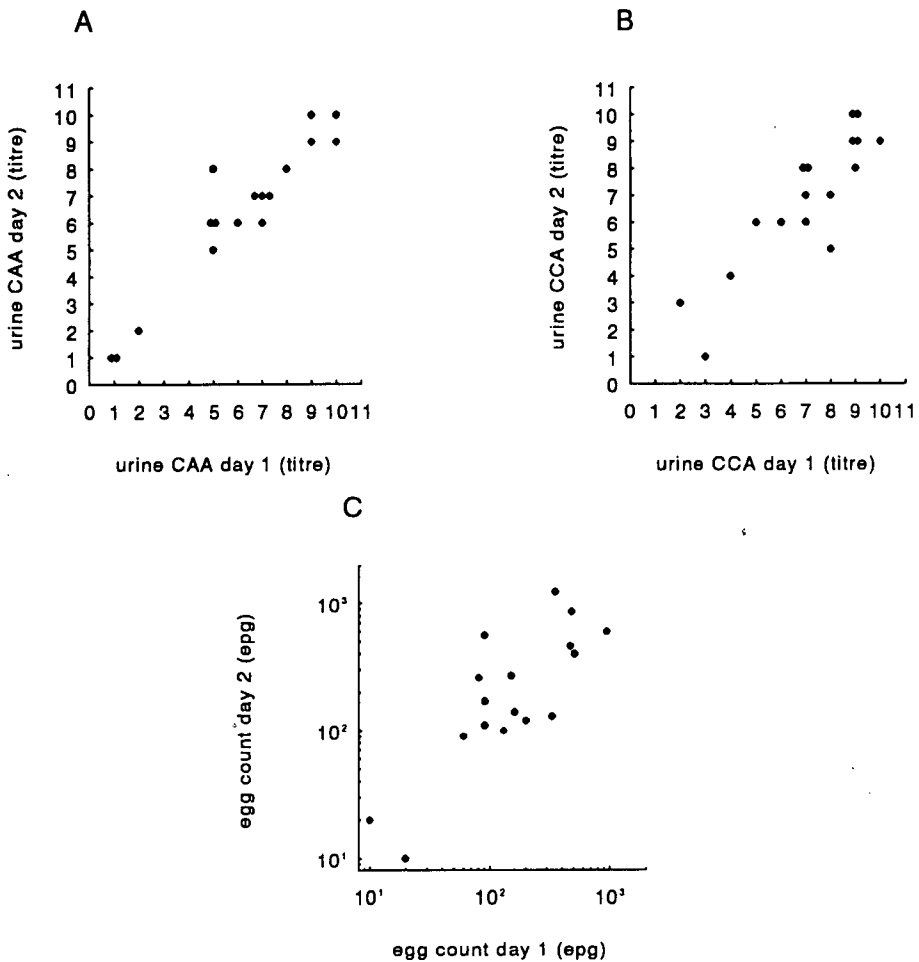 A
11
10
9
8
7
6
5
4
3
2
1
0
urine CAA day 2 (titre)
0 1 2 3 4 5 6 7 8 9 10 11
urine CAA day 1 (titre)
B
11
10
9
8
7
6
5
4
3
2
1
0
urine CCA day 2 (titre)
0 1 2 3 4 5 6 7 8 9 10 11
urine CCA day 1 (titre)
C
10³
10²
10¹
egg count day 2 (epg)
10¹ 10² 10³
egg count day 1 (epg)